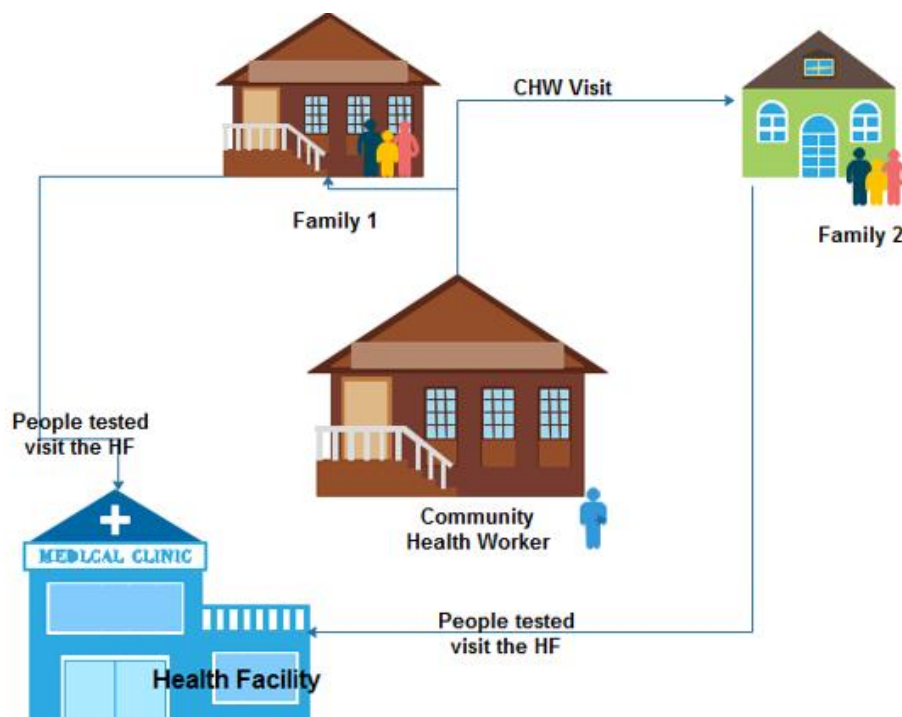 CHW Visit
Family 1
Family 2
People tested
visit the HF
Community
Health Worker
MEDLCAL CLINIC
People tested
visit the HF
Health Facility